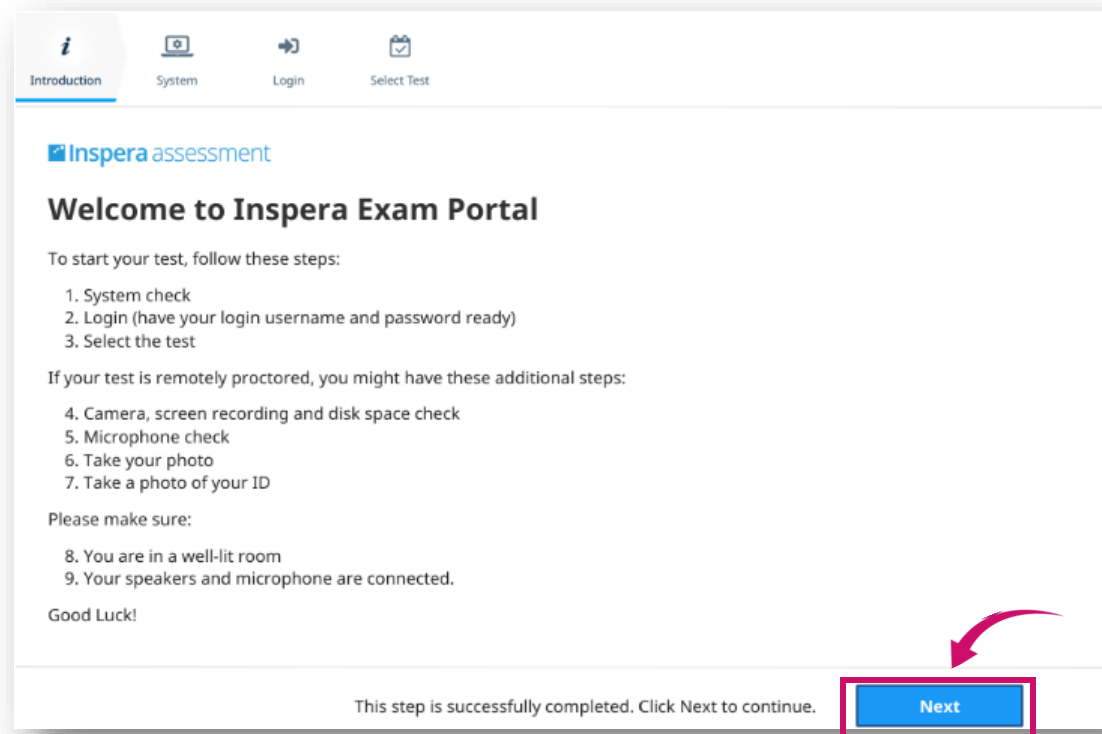 Introduction
System
Login
Select Test
Inspera assessment
Welcome to Inspera Exam Portal
To start your test, follow these steps:
1. System check
2. Login (have your login username and password ready)
3. Select the test
If your test is remotely proctored, you might have these additional steps:
4. Camera, screen recording and disk space check
5. Microphone check
6. Take your photo
7. Take a photo of your ID
Please make sure:
8. You are in a well-lit room
9. Your speakers and microphone are connected.
Good Luck!
This step is successfully completed. Click Next to continue.
Next